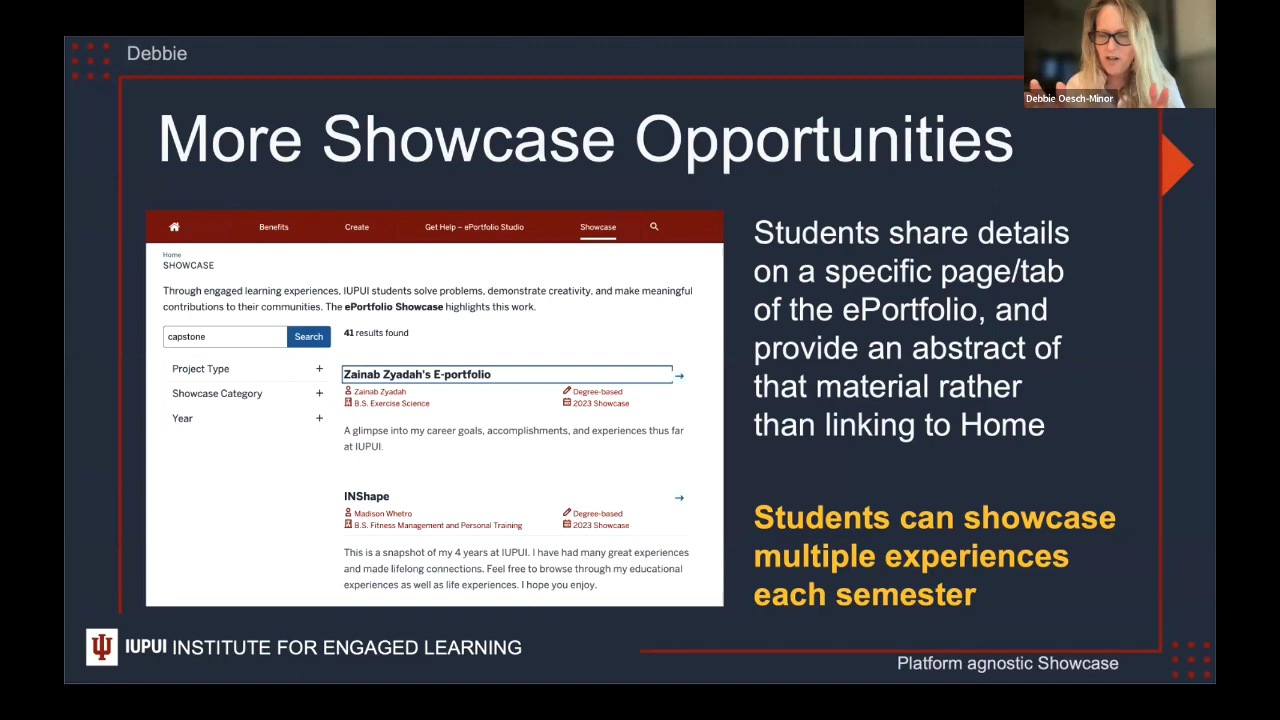 Debbie
Debbie Oesch-Minor
More Showcase Opportunities
Benefits
Create
Get Help – ePortfolio Studio
Showcase
Home
SHOWCASE
Through engaged learning experiences, IUPUI students solve problems, demonstrate creativity, and make meaningful
contributions to their communities. The ePortfolio Showcase highlights this work.
capstone
Search
41 results found
Project Type +
Showcase Category +
Year +
Zainab Zyadah's E-portfolio →
Zainab Zyadah
Degree-based
B.S. Exercise Science
2023 Showcase
A glimpse into my career goals, accomplishments, and experiences thus far
at IUPUI.
INShape →
Madison Whetro
Degree-based
B.S. Fitness Management and Personal Training
2023 Showcase
This is a snapshot of my 4 years at IUPUI. I have had many great experiences
and made lifelong connections. Feel free to browse through my educational
experiences as well as life experiences. I hope you enjoy.
Students share details
on a specific page/tab
of the ePortfolio, and
provide an abstract of
that material rather
than linking to Home
Students can showcase
multiple experiences
each semester
IUPUI INSTITUTE FOR ENGAGED LEARNING
Platform agnostic Showcase